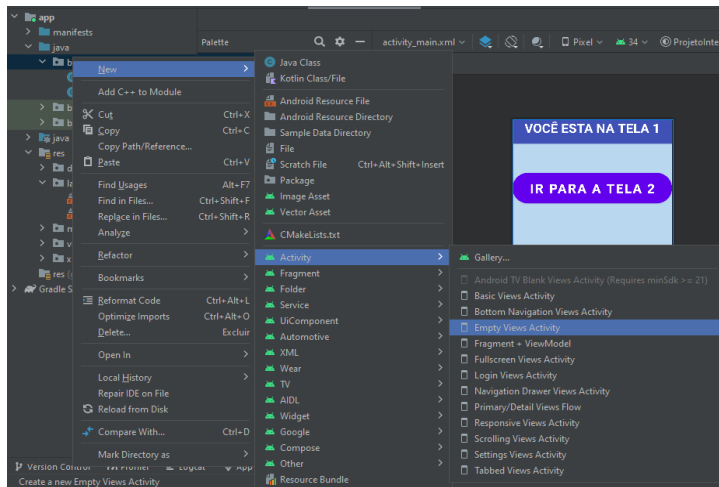 app
manifests
java
Palette
activity_main.xml
Pixel
34
ProjetoInte
b
New
Add C++ to Module
Cut Ctrl+X
Copy Ctrl+C
Copy Path/Reference...
Paste Ctrl+V
Find Usages Alt+F7
Find in Files... Ctrl+Shift+F
Replace in Files... Ctrl+Shift+R
Analyze
Refactor
Bookmarks
Reformat Code Ctrl+Alt+L
Optimize Imports Ctrl+Alt+O
Delete... Excluir
Open In
Local History
Repair IDE on File
Reload from Disk
Compare With... Ctrl+D
Mark Directory as
b
b
java
res
d
la
m
v
x
res (
Gradle S
Java Class
Kotlin Class/File
Android Resource File
Android Resource Directory
Sample Data Directory
File
Scratch File Ctrl+Alt+Shift+Insert
Package
Image Asset
Vector Asset
CMakeLists.txt
Activity
Fragment
Folder
Service
UiComponent
Automotive
XML
Wear
TV
AIDL
Widget
Google
Compose
Other
Resource Bundle
VOCÊ ESTA NA TELA 1
IR PARA A TELA 2
Gallery...
Android TV Blank Views Activity (Requires minSdk >= 21)
Basic Views Activity
Bottom Navigation Views Activity
Empty Views Activity
Fragment + ViewModel
Fullscreen Views Activity
Login Views Activity
Navigation Drawer Views Activity
Primary/Detail Views Flow
Responsive Views Activity
Scrolling Views Activity
Settings Views Activity
Tabbed Views Activity
Version Control Profiler Logcat App
Create a new Empty Views Activity